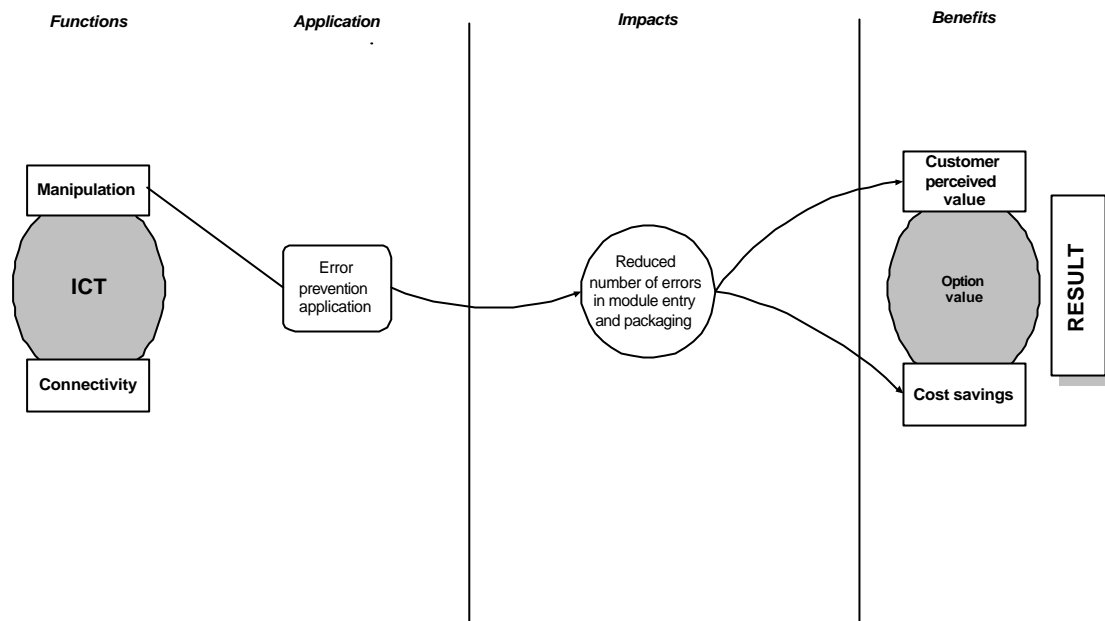 Functions
Application
Impacts
Benefits
.
Manipulation
ICT
Connectivity
Error
prevention
application
Reduced
number of errors
in module entry
and packaging
Customer
perceived
value
Option
value
Cost savings
RESULT